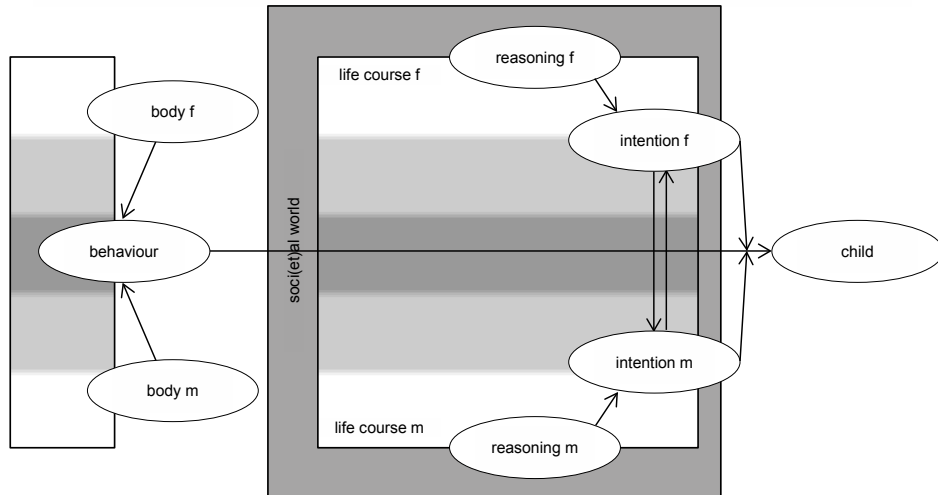 reasoning f
life course f
body f
intention f
soci(et)al world
behaviour
child
intention m
body m
life course m
reasoning m